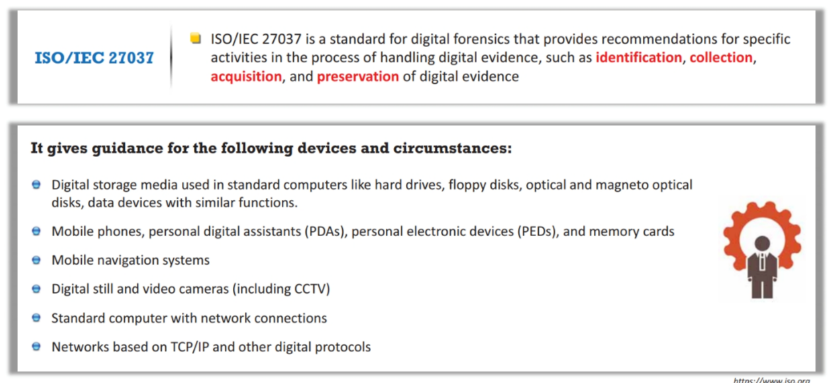 ISO/IEC 27037
ISO/IEC 27037 is a standard for digital forensics that provides recommendations for specific
activities in the process of handling digital evidence, such as identification, collection,
acquisition, and preservation of digital evidence
It gives guidance for the following devices and circumstances:
Digital storage media used in standard computers like hard drives, floppy disks, optical and magneto optical
disks, data devices with similar functions.
Mobile phones, personal digital assistants (PDAs), personal electronic devices (PEDs), and memory cards
Mobile navigation systems
Digital still and video cameras (including CCTV)
Standard computer with network connections
Networks based on TCP/IP and other digital protocols
https://www.iso.org